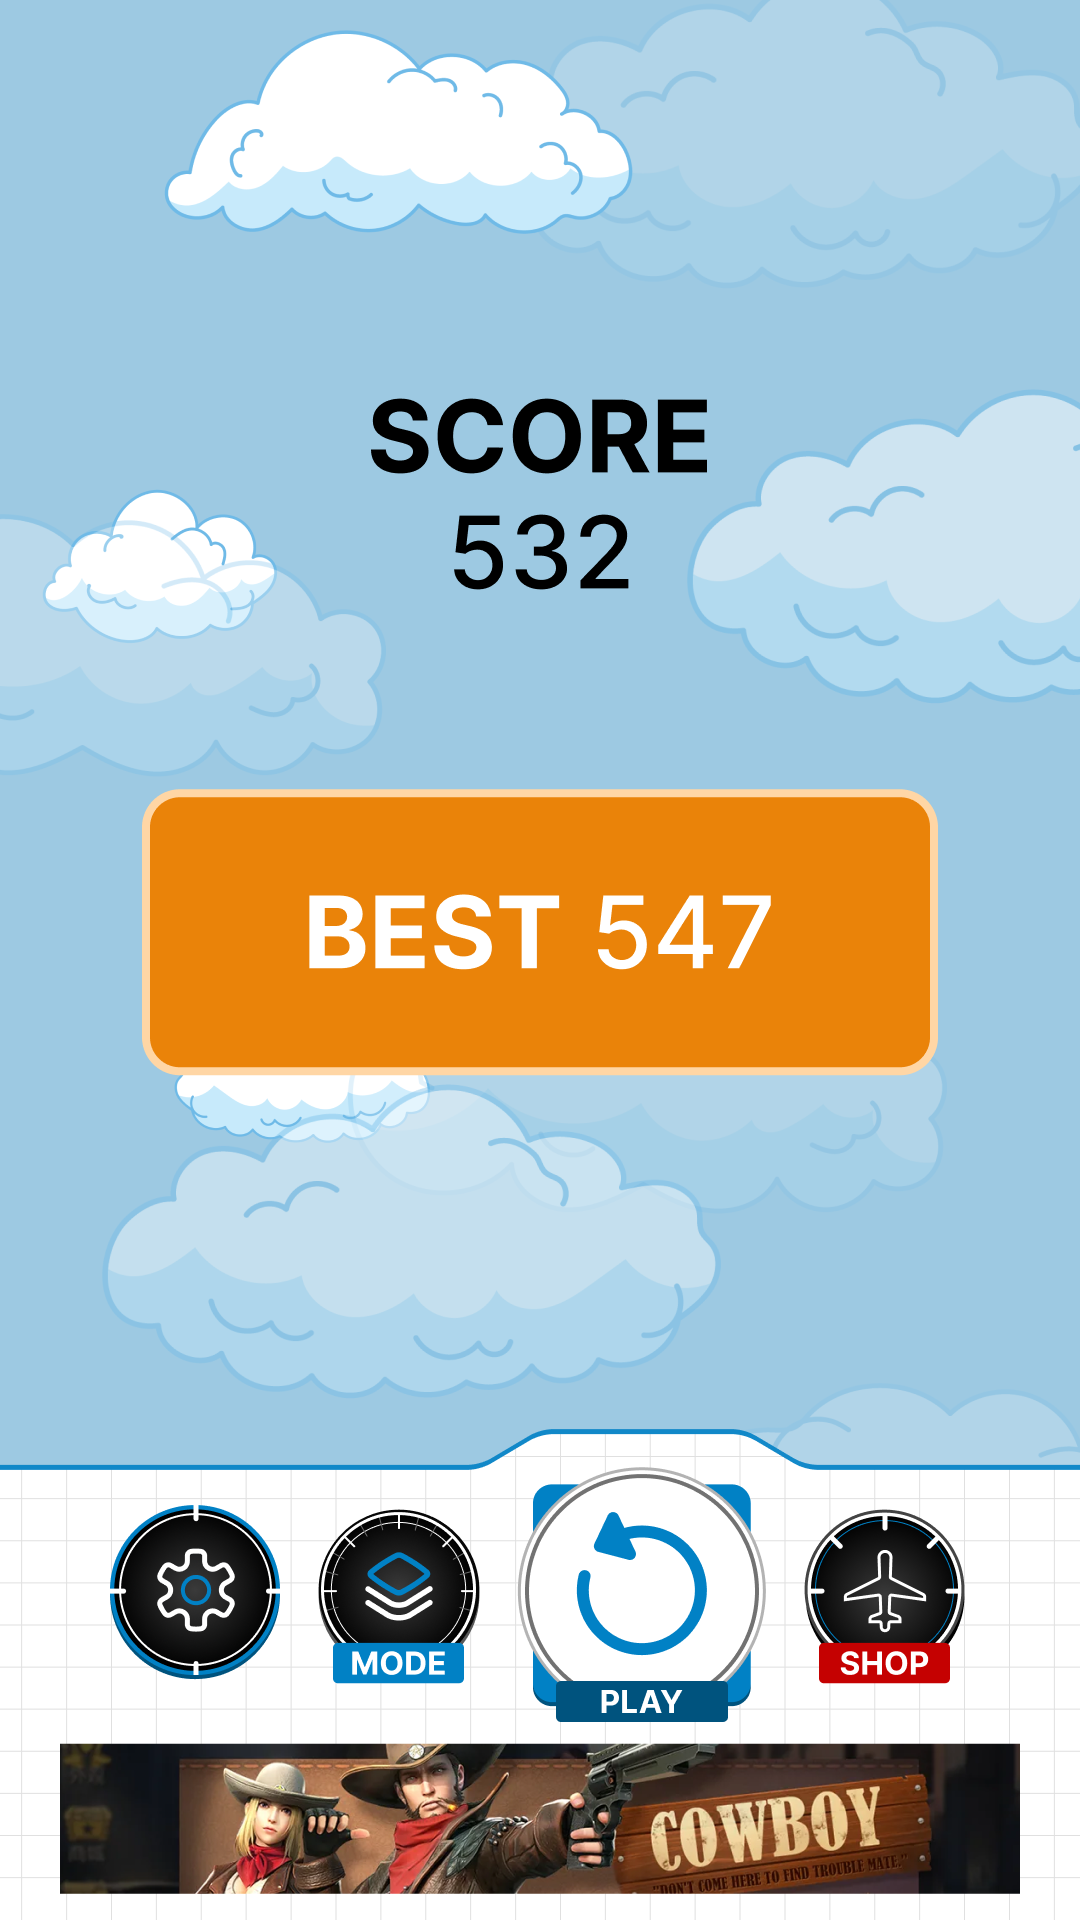 SCORE
532
BEST 547
MODE
PLAY
SHOP
COWBOY
"DON'T COME HERE TO FIND TROUBLE MATE."